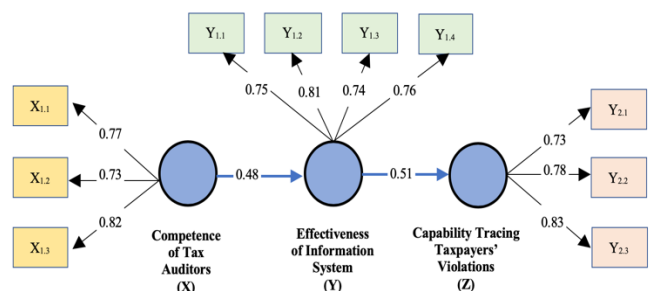 Y1.1
Y1.2
Y1.3
Y1.4
0.75
0.81
0.74
0.76
X1.1
X1.2
X1.3
0.77
0.73
0.82
0.48
0.51
0.73
0.78
0.83
Y2.1
Y2.2
Y2.3
Competence
of Tax
Auditors
(X)
Effectiveness
of Information
System
(Y)
Capability Tracing
Taxpayers’
Violations
(Z)